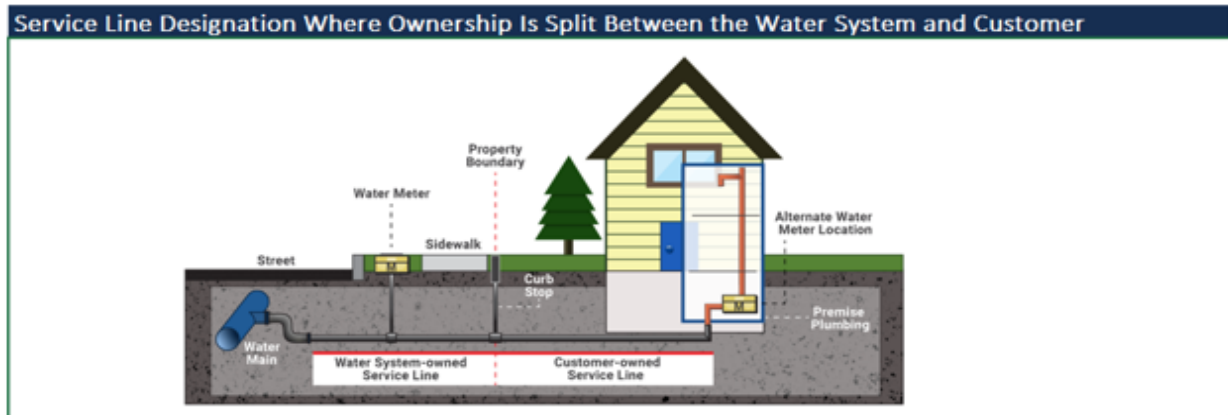 Service Line Designation Where Ownership Is Split Between the Water System and Customer
Property
Boundary
Water Meter
Alternate Water
Meter Location
Sidewalk
Street
M
Curb
Stop
M
Premise
Plumbing
Water
Main
Water System-owned
Service Line
Customer-owned
Service Line